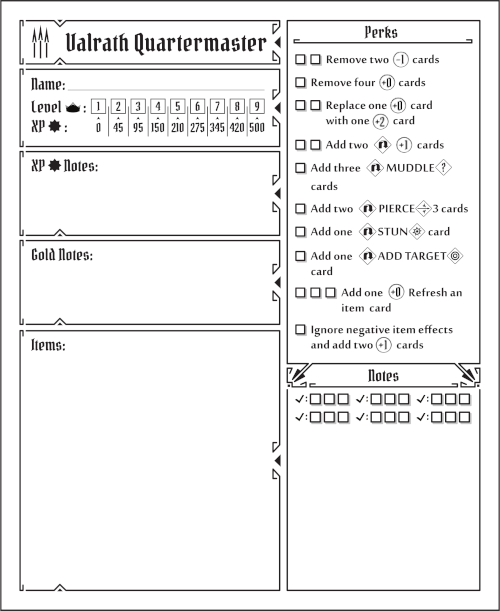 Valrath Quartermaster
Name:
Level : 1 2 3 4 5 6 7 8 9
XP : 0 45 95 150 210 275 345 420 500
XP Notes:
Gold Notes:
Items:
Perks
Remove two -1 cards
Remove four +0 cards
Replace one +0 card
with one +2 card
Add two +1 cards
Add three MUDDLE ? 
cards
Add two PIERCE 3 cards
Add one STUN card
Add one ADD TARGET
card
Add one +0 Refresh an
item card
Ignore negative item effects
and add two +1 cards
Notes
✓: ✓: ✓:
✓: ✓: ✓: